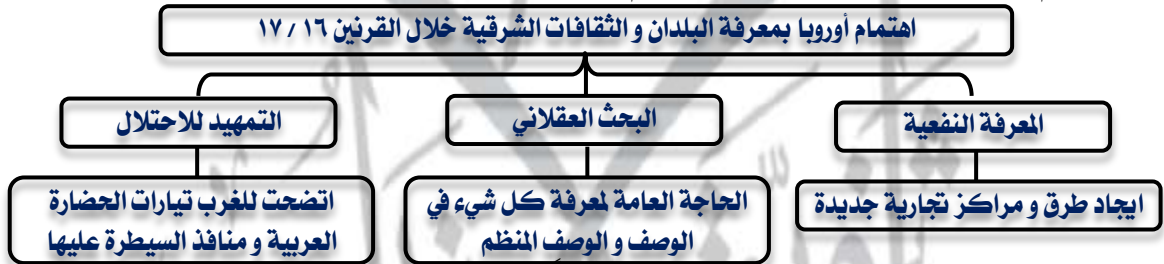 اهتمام أوروبا بمعرفة البلدان و الثقافات الشرقية خلال القرنين ١٦ / ١٧
المعرفة النفعية
البحث العقلاني
التمهيد للاحتلال
ايجاد طرق و مراكز تجارية جديدة
الحاجة العامة لمعرفة كل شيء في
الوصف و الوصف المنظم
اتضحت للغرب تيارات الحضارة
العربية و منافذ السيطرة عليها